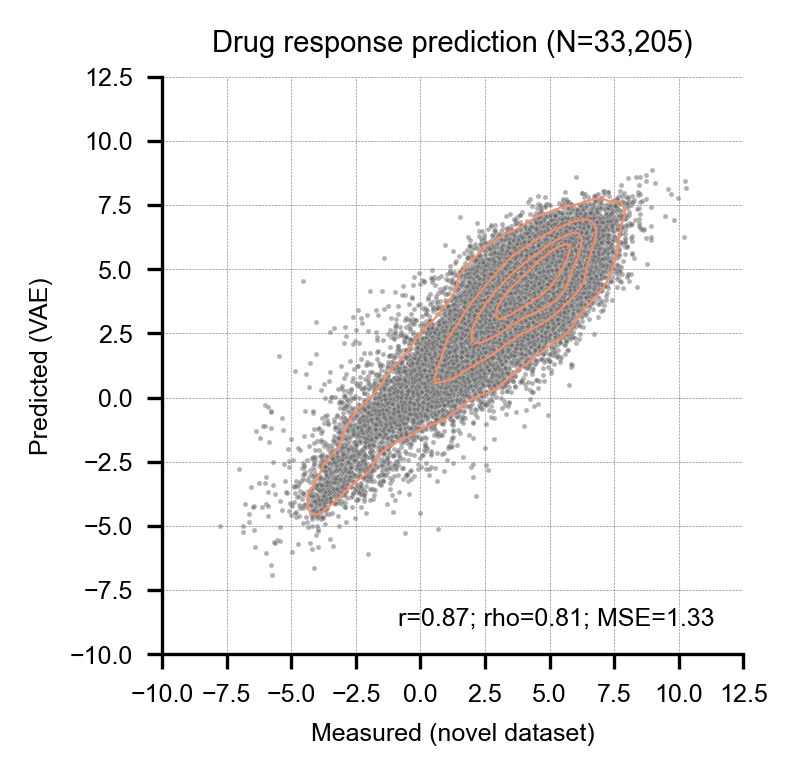 Drug response prediction (N=33,205)
12.5
10.0
7.5
5.0
2.5
0.0
−2.5
−5.0
−7.5
−10.0
Predicted (VAE)
r=0.87; rho=0.81; MSE=1.33
−10.0 −7.5 −5.0 −2.5 0.0 2.5 5.0 7.5 10.0 12.5
Measured (novel dataset)